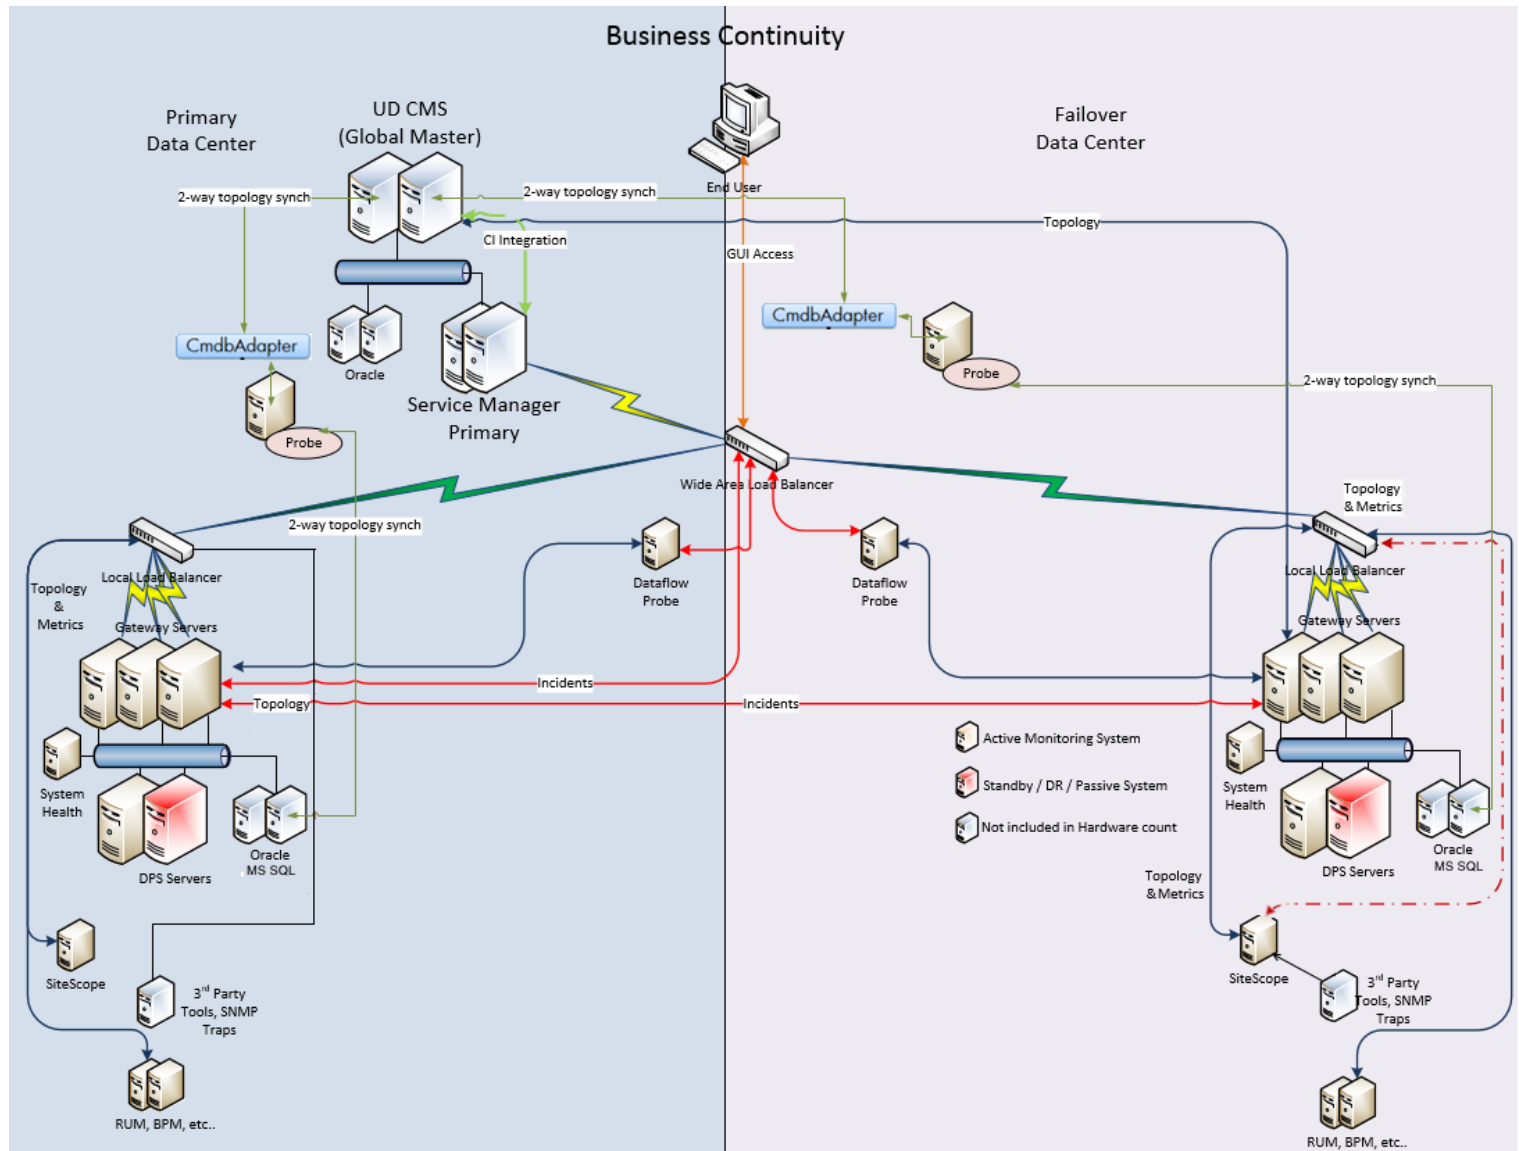 Business Continuity
Primary
Data Center
UD CMS
(Global Master)
Failover
Data Center
2-way topology synch
2-way topology synch
End User
Topology
CI Integration
GUI Access
CmdbAdapter
CmdbAdapter
Oracle
Probe
2-way topology synch
Service Manager
Primary
Probe
Wide Area Load Balancer
Topology
& Metrics
2-way topology synch
Local Load Balancer
Topology
&
Metrics
Dataflow
Probe
Dataflow
Probe
Local Load Balancer
Gateway Servers
Gateway Servers
Incidents
Topology
Incidents
Active Monitoring System
Standby / DR / Passive System
Not included in Hardware count
System
Health
Oracle
MS SQL
DPS Servers
System
Health
Oracle
MS SQL
DPS Servers
Topology
& Metrics
SiteScope
3rd Party
Tools, SNMP
Traps
SiteScope
3rd Party
Tools, SNMP
Traps
RUM, BPM, etc..
RUM, BPM, etc..